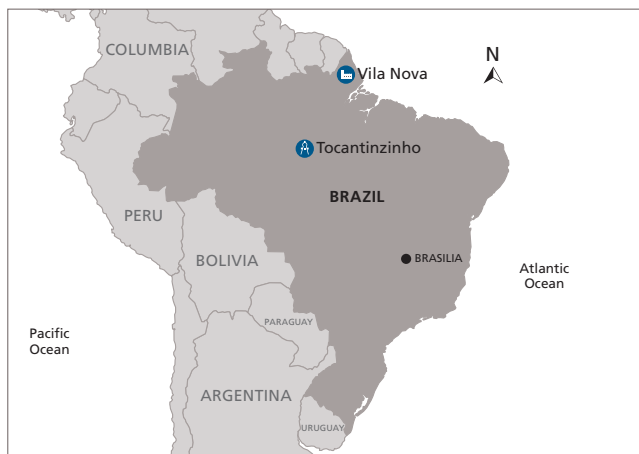 COLUMBIA
N
Vila Nova
Tocantinzinho
BRAZIL
PERU
BRASILIA
BOLIVIA
Atlantic
Ocean
PARAGUAY
Pacific
Ocean
ARGENTINA
URUGUAY